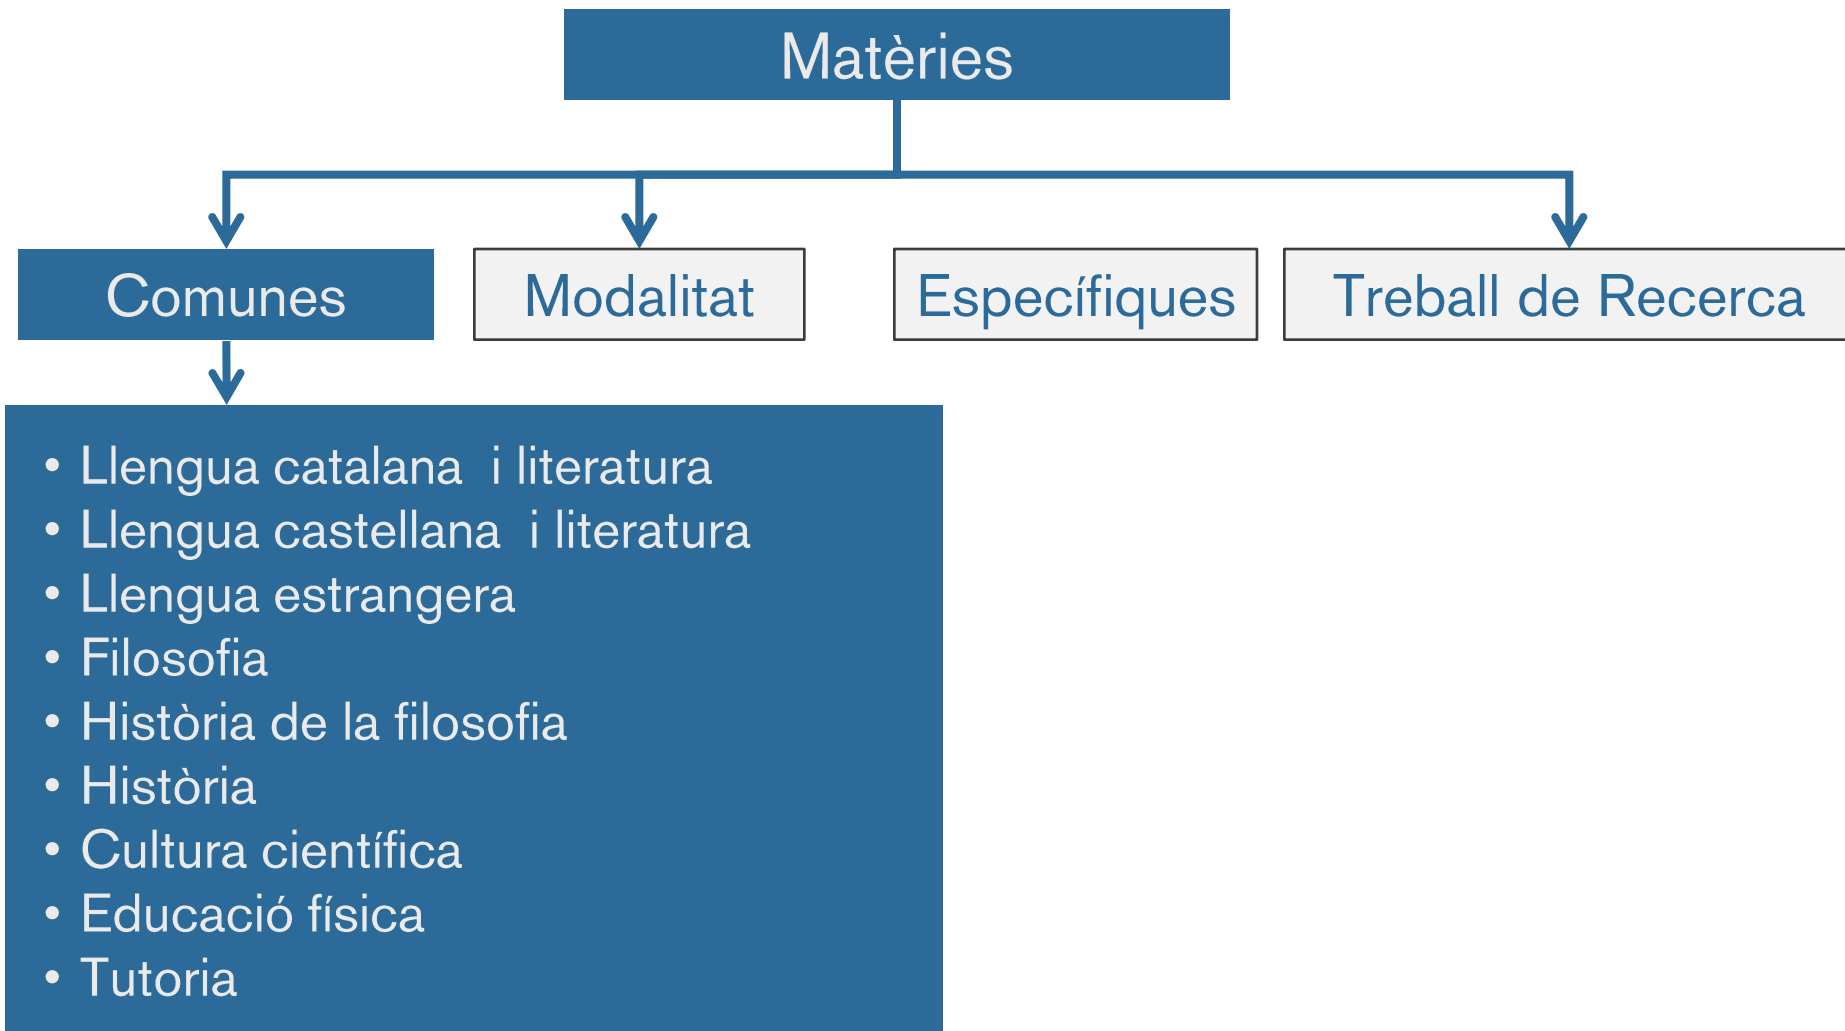 Matèries
Comunes
Modalitat
Específiques
Treball de Recerca
• Llengua catalana  i literatura
• Llengua castellana  i literatura
• Llengua estrangera
• Filosofia
• Història de la filosofia
• Història
• Cultura científica
• Educació física
• Tutoria